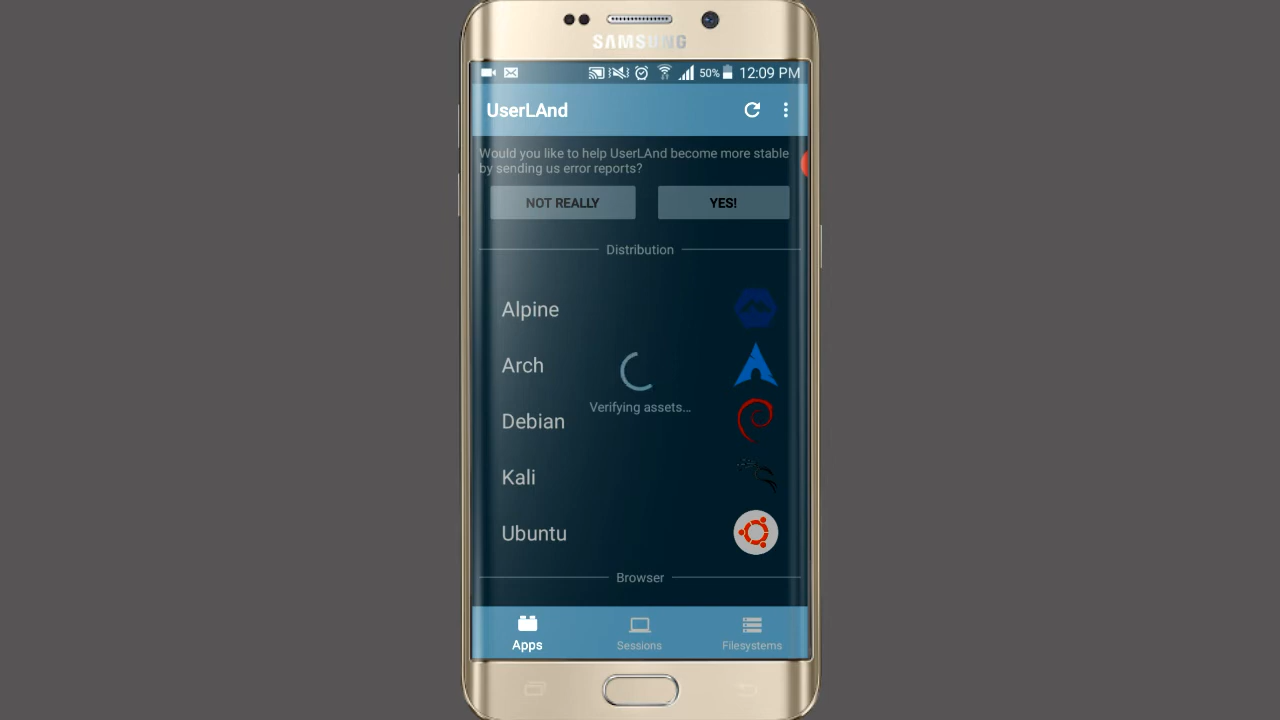 SAMSUNG
50% 12:09 PM
UserLAnd
Would you like to help UserLAnd become more stable
by sending us error reports?
NOT REALLY YES!
Distribution
Alpine
Arch
Verifying assets...
Debian
Kali
Ubuntu
Browser
Apps Sessions Filesystems